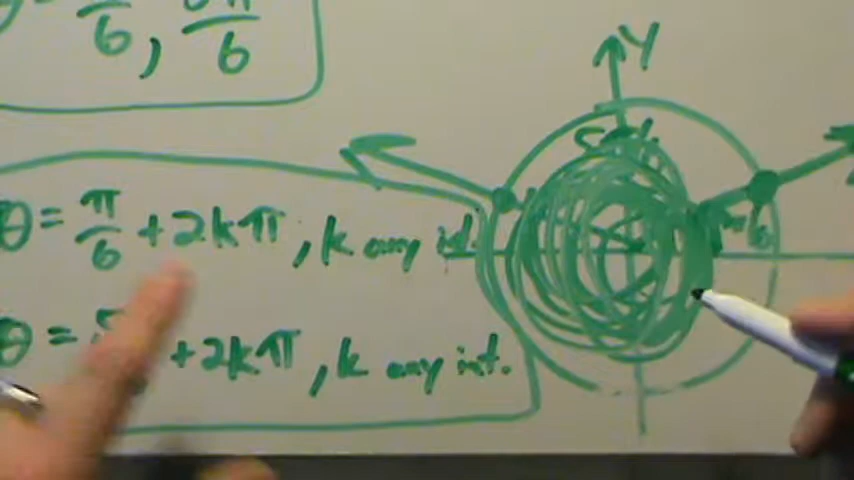 π/6, 5π/6
Y
θ = π/6 + 2kπ, k any int.
θ = 5 + 2kπ, k any int.